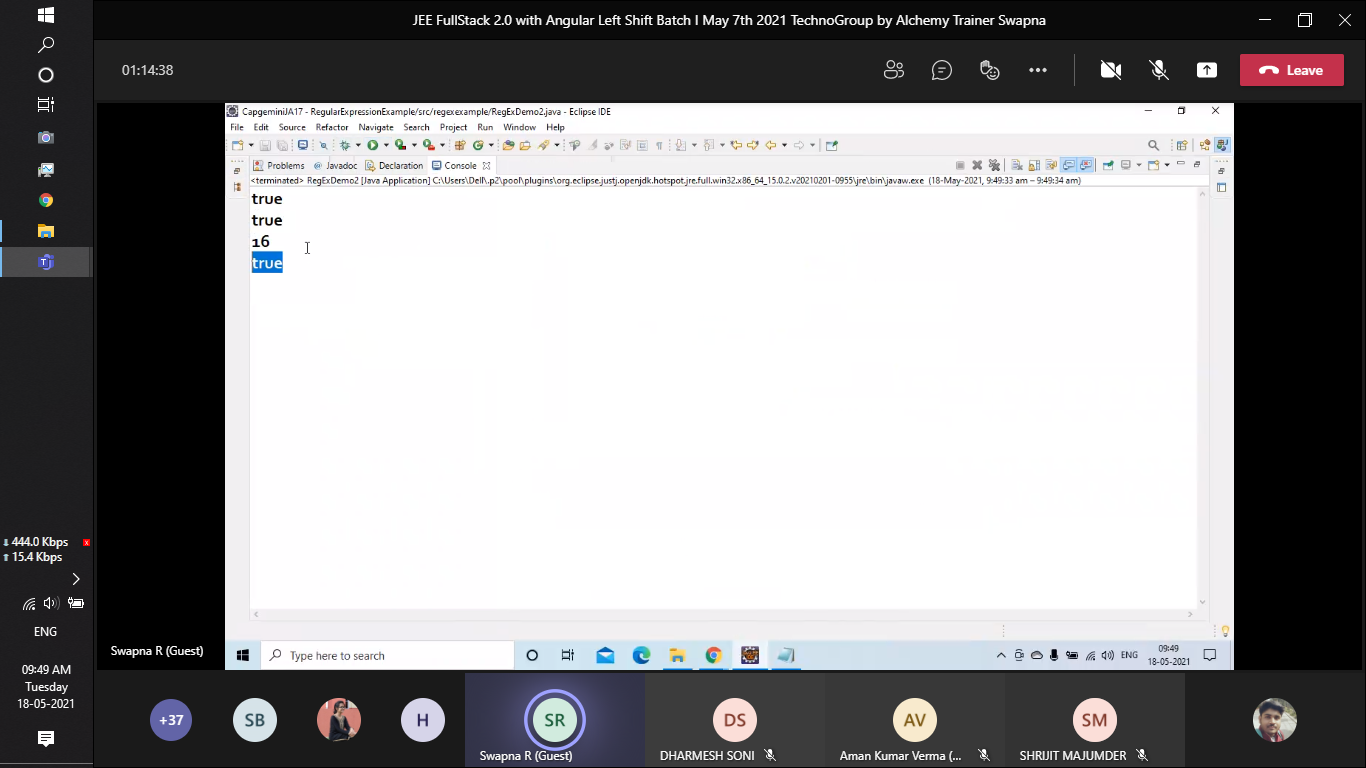 JEE FullStack 2.0 with Angular Left Shift Batch I May 7th 2021 TechnoGroup by Alchemy Trainer Swapna
01:14:38
Leave
CapgeminiJA17 - RegularExpressionExample/src/regexexample/RegExDemo2.java - Eclipse IDE
File Edit Source Refactor Navigate Search Project Run Window Help
Problems Javadoc Declaration Console
<terminated> RegExDemo2 [Java Application] C:\Users\Dell\.p2\pool\plugins\org.eclipse.justj.openjdk.hotspot.jre.full.win32.x86_64_15.0.2.v20210201-0955\jre\bin\javaw.exe (18-May-2021, 9:49:33 am – 9:49:34 am)
true
true
16
true
444.0 Kbps
15.4 Kbps
ENG
09:49 AM
Tuesday
18-05-2021
Swapna R (Guest)
Type here to search
ENG
09:49
18-05-2021
+37
SB
H
SR
Swapna R (Guest)
DS
DHARMESH SONI
AV
Aman Kumar Verma (...
SM
SHRIJIT MAJUMDER